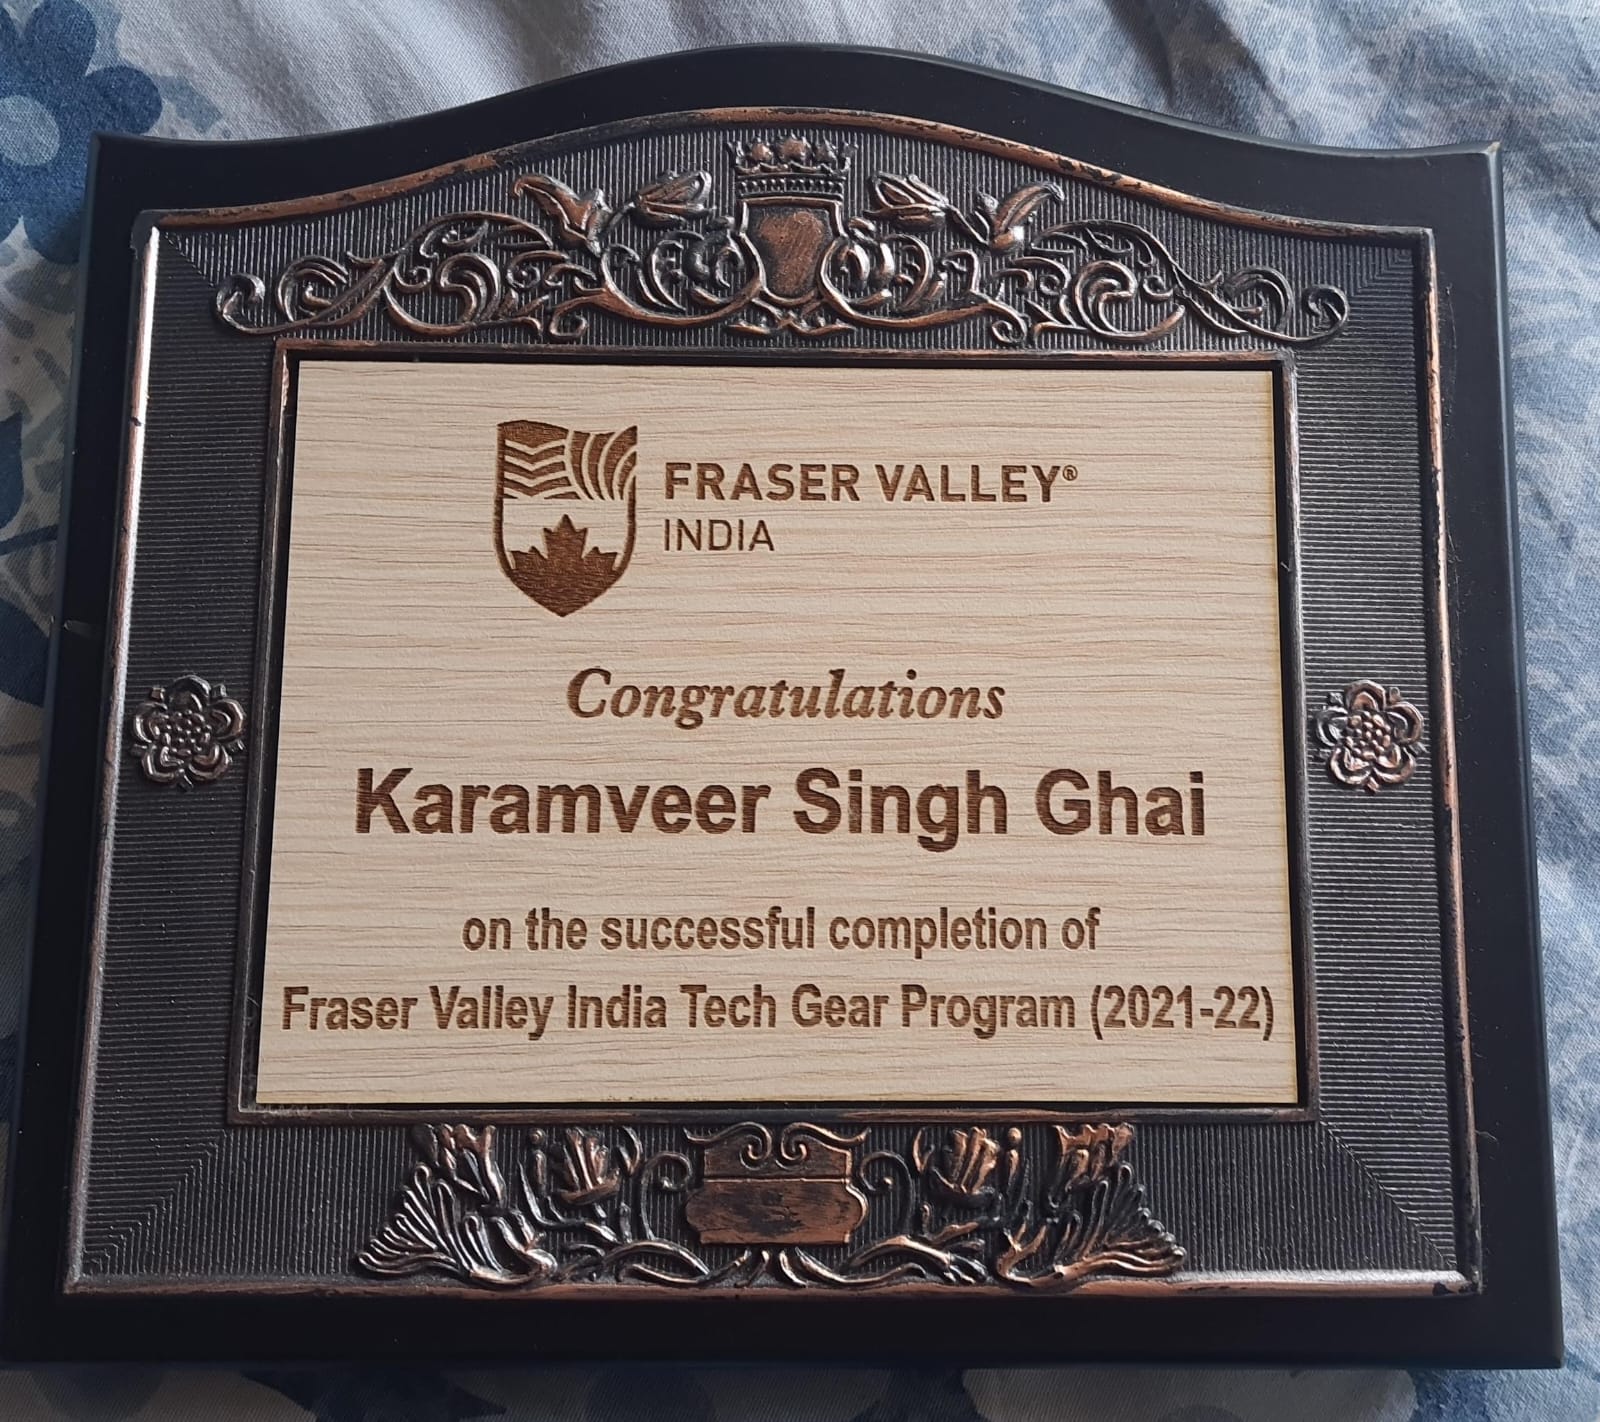 FRASER VALLEY®
INDIA
Congratulations
Karamveer Singh Ghai
on the successful completion of
Fraser Valley India Tech Gear Program (2021-22)